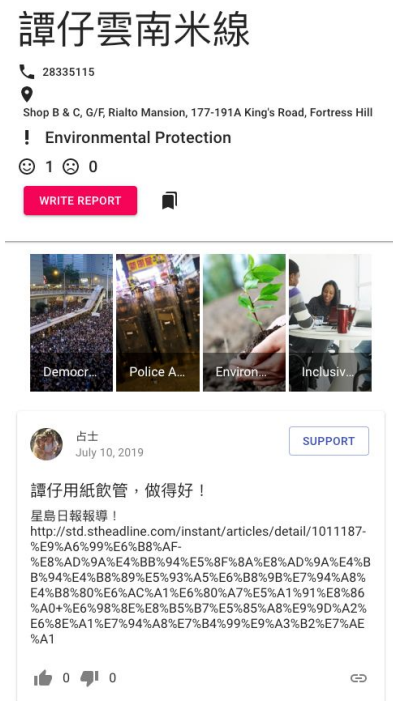 譚仔雲南米線
28335115
Shop B & C, G/F, Rialto Mansion, 177-191A King's Road, Fortress Hill
Environmental Protection
1 0
WRITE REPORT
Democr... Police A... Environ... Inclusiv...
占士
July 10, 2019
SUPPORT
譚仔用紙飲管，做得好！
星島日報報導！
http://std.stheadline.com/instant/articles/detail/1011187-
%E9%A6%99%E6%B8%AF-
%E8%AD%9A%E4%BB%94%E5%8F%8A%E8%AD%9A%E4%B
B%94%E4%B8%89%E5%93%A5%E6%B8%9B%E7%94%A8%
E4%B8%80%E6%AC%A1%E6%80%A7%E5%A1%91%E8%86
%A0+%E6%98%8E%E8%B5%B7%E5%85%A8%E9%9D%A2%
E6%8E%A1%E7%94%A8%E7%B4%99%E9%A3%B2%E7%AE
%A1
0 0